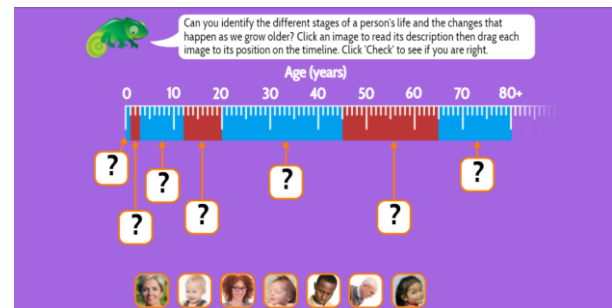 Can you identify the different stages of a person's life and the changes that
happen as we grow older? Click an image to read its description then drag each
image to its position on the timeline. Click 'Check' to see if you are right.
Age (years)
0 10 20 30 40 50 60 70 80+
? ? ? ?
? ? ?